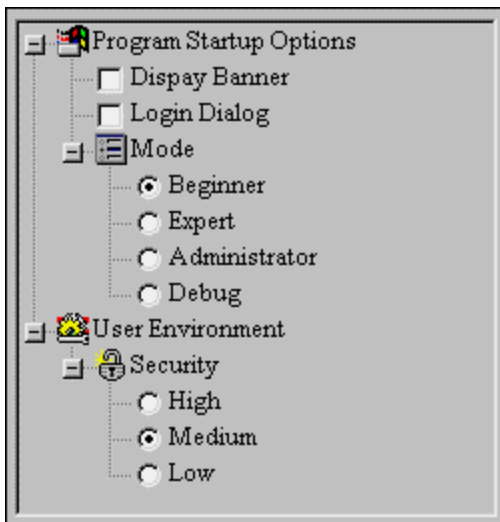 Program Startup Options
Dispay Banner
Login Dialog
Mode
Beginner
Expert
Administrator
Debug
User Environment
Security
High
Medium
Low